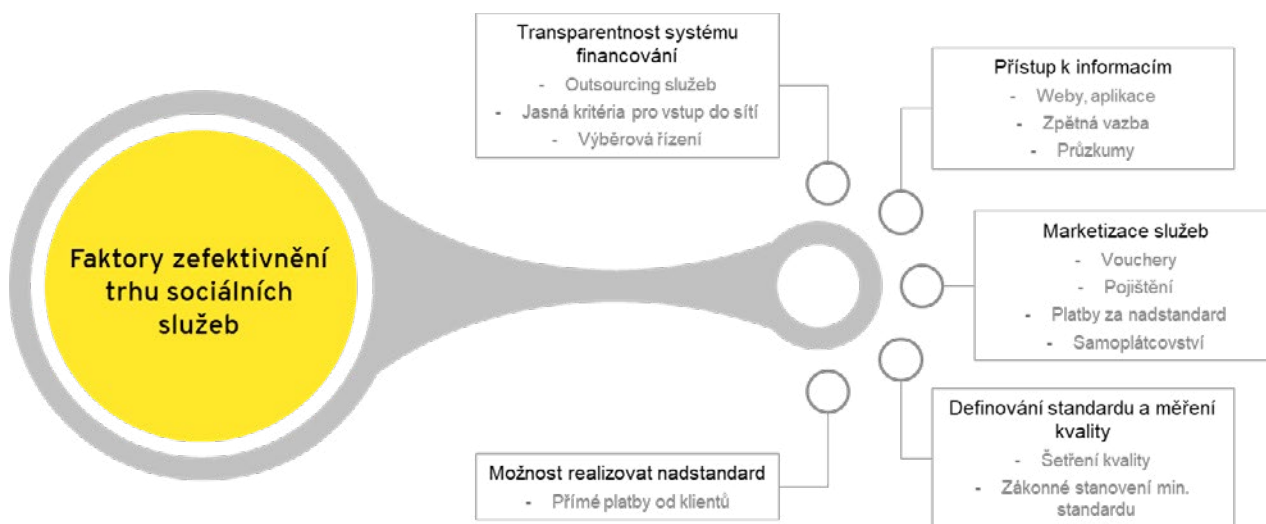 Faktory zefektivnění
trhu sociálních
služeb
Transparentnost systému
financování
- Outsourcing služeb
- Jasná kritéria pro vstup do sítí
- Výběrová řízení
Přístup k informacím
- Weby, aplikace
- Zpětná vazba
- Průzkumy
Marketizace služeb
- Vouchery
- Pojištění
- Platby za nadstandard
- Samoplátcovství
Definování standardu a měření
kvality
- Šetření kvality
- Zákonné stanovení min.
standardu
Možnost realizovat nadstandard
- Přímé platby od klientů